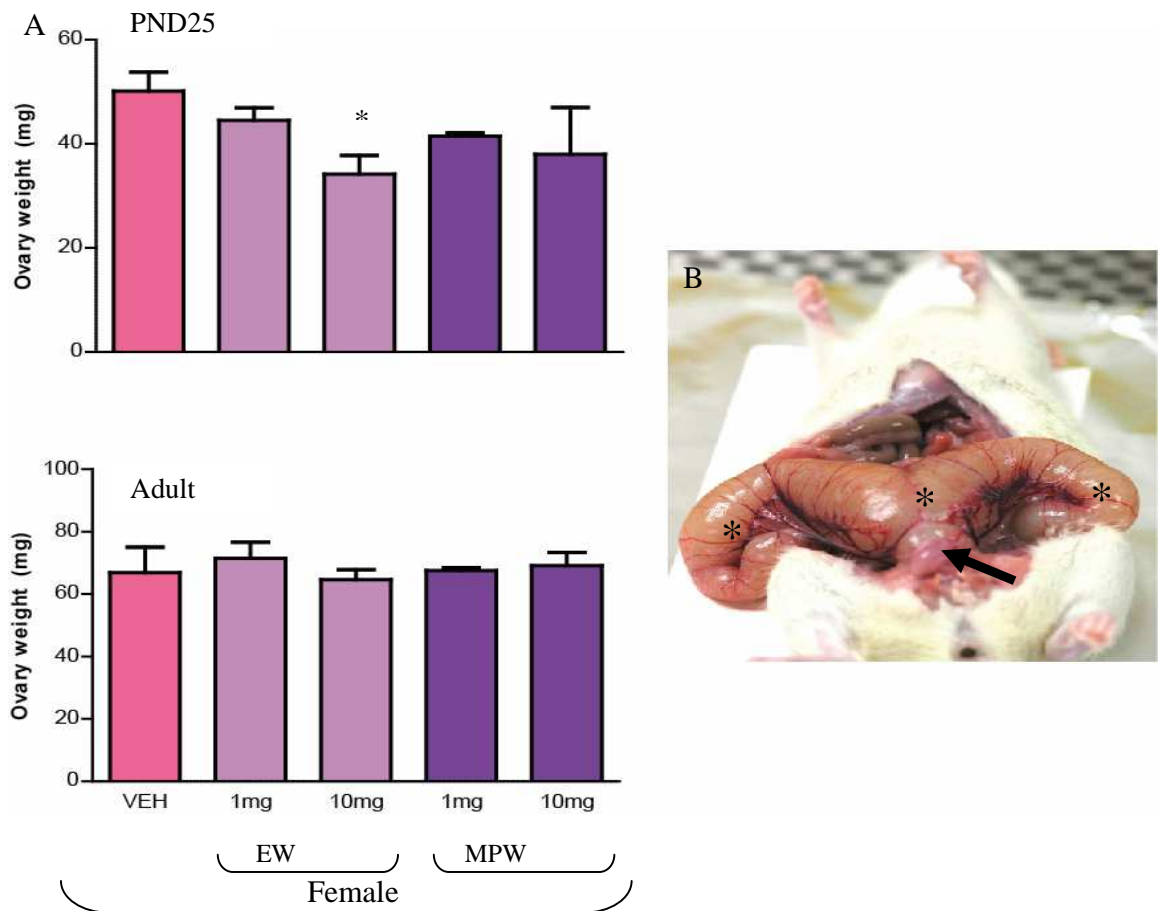 A PND25
60
40
20
0
Ovary weight (mg)
*
Adult
100
80
60
40
20
0
Ovary weight (mg)
VEH 1mg 10mg 1mg 10mg
EW MPW
Female
B
* * *